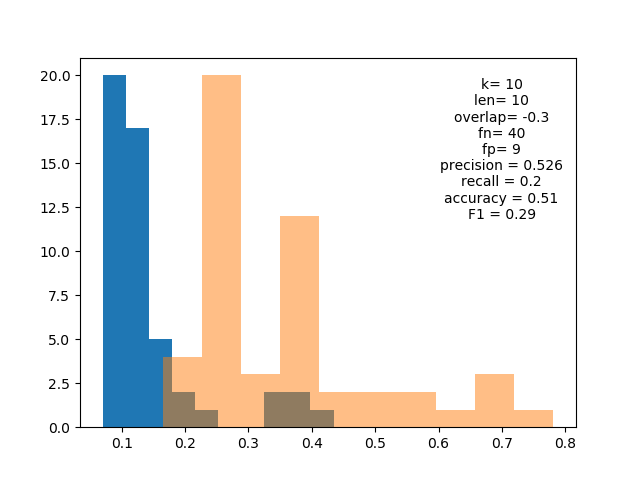 20.0
17.5
15.0
12.5
10.0
7.5
5.0
2.5
0.0
k= 10
len= 10
overlap= -0.3
fn= 40
fp= 9
precision = 0.526
recall = 0.2
accuracy = 0.51
F1 = 0.29
0.1 0.2 0.3 0.4 0.5 0.6 0.7 0.8